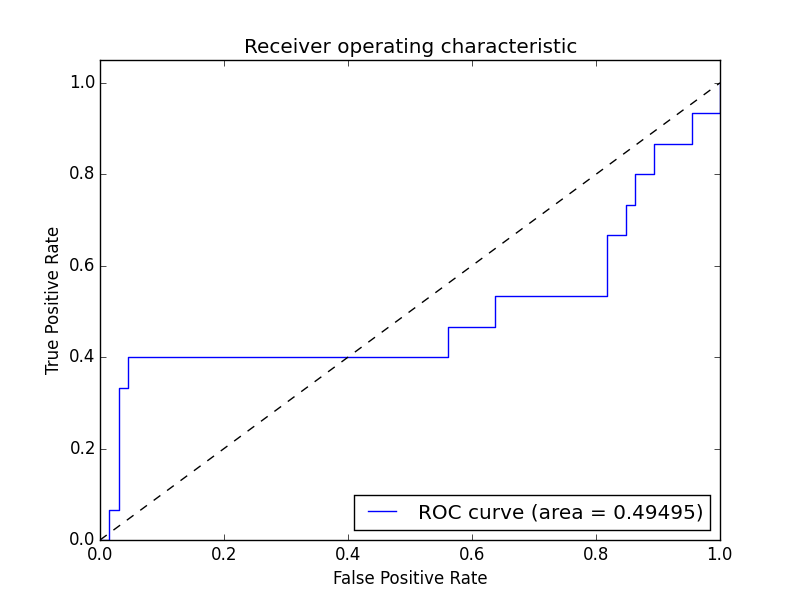 Receiver operating characteristic
1.0
0.8
0.6
0.4
0.2
0.0
True Positive Rate
ROC curve (area = 0.49495)
0.0 0.2 0.4 0.6 0.8 1.0
False Positive Rate